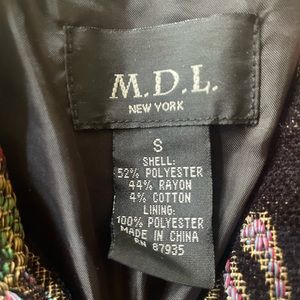 M.D.L.
NEW YORK
S
SHELL:
52% POLYESTER
44% RAYON
4% COTTON
LINING:
100% POLYESTER
MADE IN CHINA
RN 87935